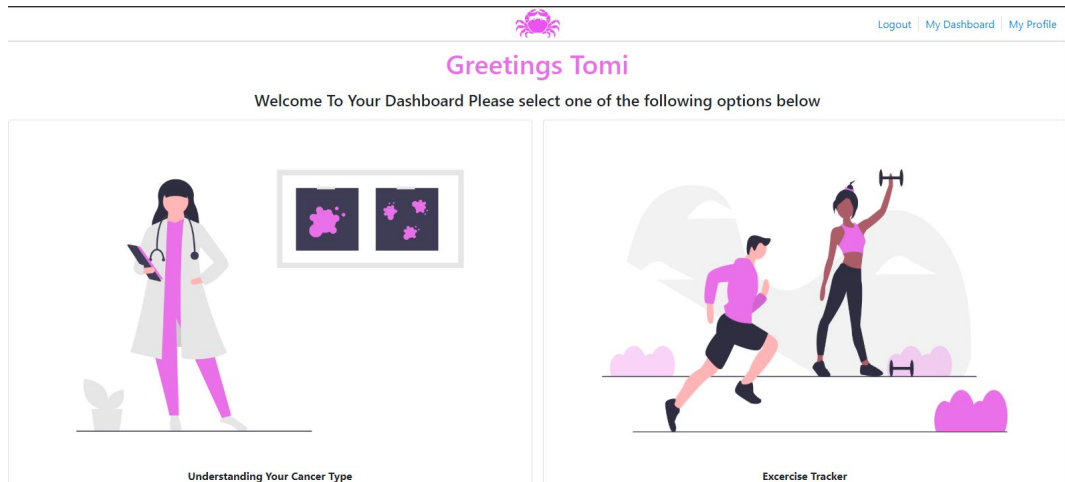 Logout My Dashboard My Profile
Greetings Tomi
Welcome To Your Dashboard Please select one of the following options below
Understanding Your Cancer Type
Excercise Tracker